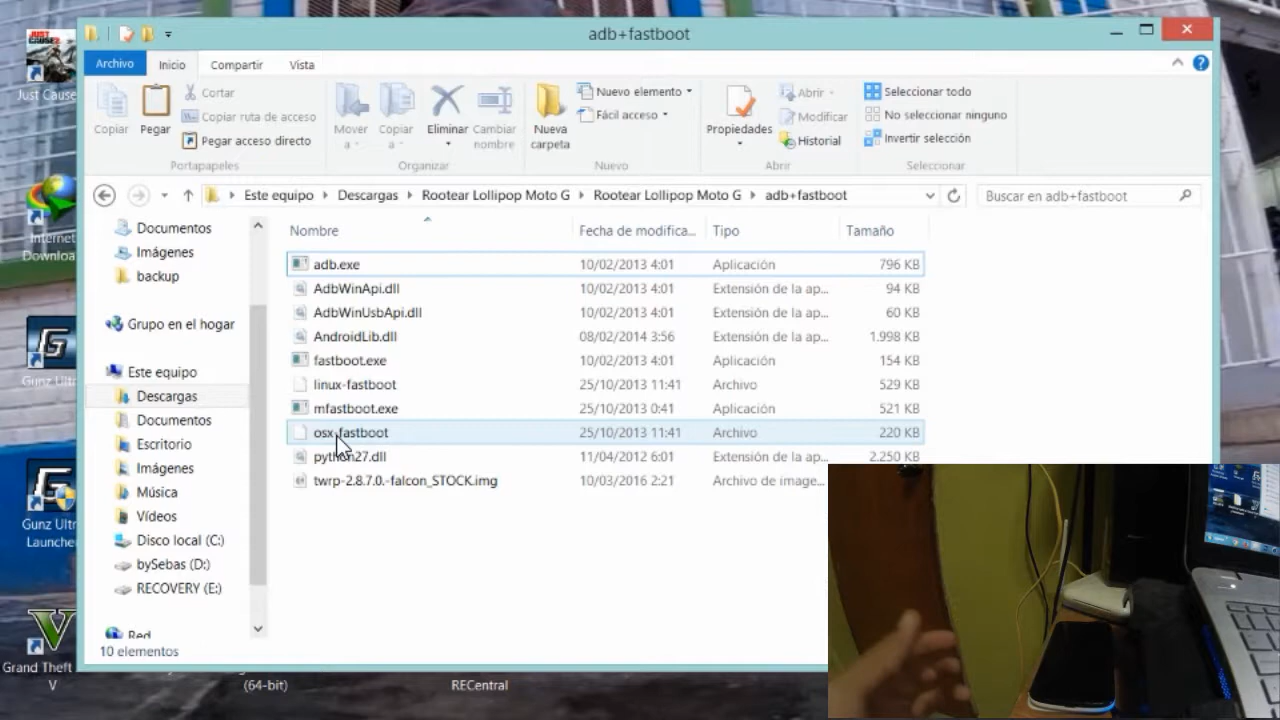 adb+fastboot
Archivo Inicio Compartir Vista
Copiar
Pegar
Cortar
Copiar ruta de acceso
Pegar acceso directo
Portapapeles
Mover a
Copiar a
Eliminar
Cambiar nombre
Organizar
Nueva carpeta
Nuevo elemento
Fácil acceso
Nuevo
Propiedades
Abrir
Modificar
Historial
Abrir
Seleccionar todo
No seleccionar ninguno
Invertir selección
Seleccionar
Este equipo Descargas Rootear Lollipop Moto G Rootear Lollipop Moto G adb+fastboot
Buscar en adb+fastboot
Documentos
Imágenes
backup
Grupo en el hogar
Este equipo
Descargas
Documentos
Escritorio
Imágenes
Música
Vídeos
Disco local (C:)
bySebas (D:)
RECOVERY (E:)
Red
Nombre Fecha de modifica... Tipo Tamaño
adb.exe 10/02/2013 4:01 Aplicación 796 KB
AdbWinApi.dll 10/02/2013 4:01 Extensión de la ap... 94 KB
AdbWinUsbApi.dll 10/02/2013 4:01 Extensión de la ap... 60 KB
AndroidLib.dll 08/02/2014 3:56 Extensión de la ap... 1.998 KB
fastboot.exe 10/02/2013 4:01 Aplicación 154 KB
linux-fastboot 25/10/2013 11:41 Archivo 529 KB
mfastboot.exe 25/10/2013 0:41 Aplicación 521 KB
osx-fastboot 25/10/2013 11:41 Archivo 220 KB
python27.dll 11/04/2012 6:01 Extensión de la ap... 2.250 KB
twrp-2.8.7.0.-falcon_STOCK.img 10/03/2016 2:21 Archivo de image...
10 elementos
JUST CAUSE
Just Cause
Internet
Downloa
Gunz Ult
Gunz Ultr
Launcher
Grand Theft
V
(64-bit)
RECentral